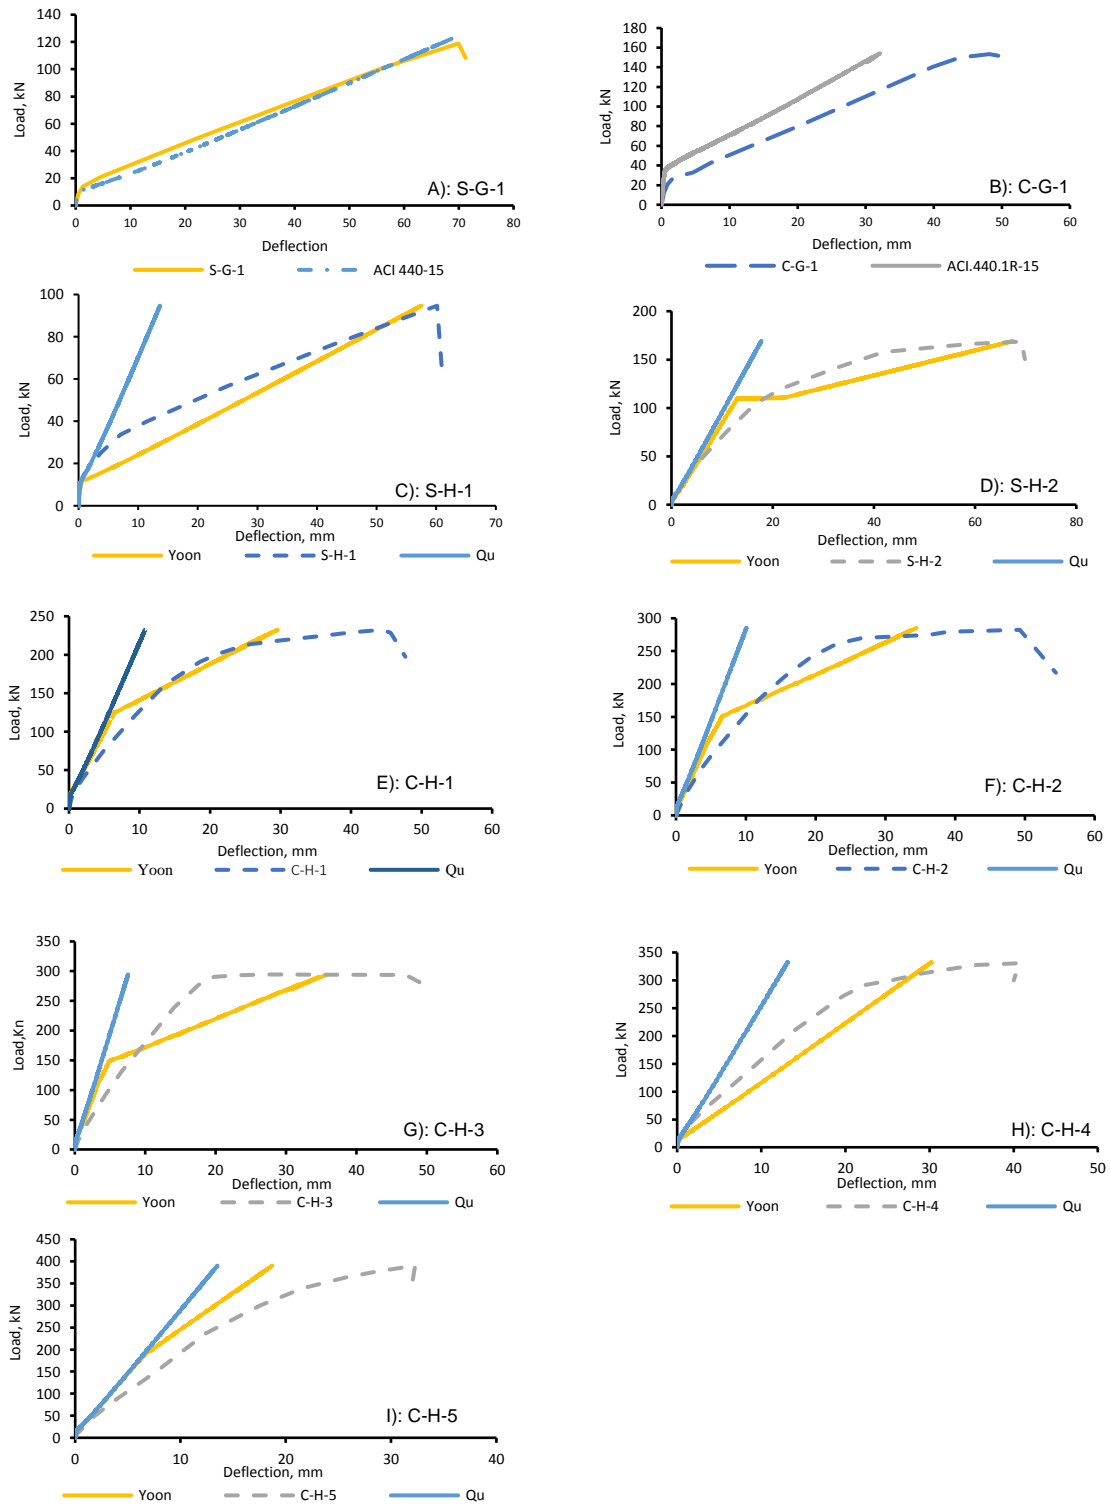 140
120
100
80
60
40
20
0
Load, kN
A): S-G-1
0 10 20 30 40 50 60 70 80
Deflection
S-G-1 ACI 440-15
180
160
140
120
100
80
60
40
20
0
Load, kN
B): C-G-1
0 10 20 30 40 50 60
Deflection, mm
C-G-1 ACI.440.1R-15
100
80
60
40
20
0
Load, kN
C): S-H-1
0 10 20 30 40 50 60 70
Deflection, mm
Yoon S-H-1 Qu
200
150
100
50
0
Load, kN
D): S-H-2
0 20 40 60 80
Deflection, mm
Yoon S-H-2 Qu
250
200
150
100
50
0
Load, kN
E): C-H-1
0 10 20 30 40 50 60
Deflection, mm
Yoon C-H-1 Qu
300
250
200
150
100
50
0
Load, kN
F): C-H-2
0 10 20 30 40 50 60
Deflection, mm
Yoon C-H-2 Qu
350
300
250
200
150
100
50
0
Load,Kn
G): C-H-3
0 10 20 30 40 50 60
Deflection, mm
Yoon C-H-3 Qu
350
300
250
200
150
100
50
0
Load, kN
H): C-H-4
0 10 20 30 40 50
Deflection, mm
Yoon C-H-4 Qu
450
400
350
300
250
200
150
100
50
0
Load, kN
I): C-H-5
0 10 20 30 40
Deflection, mm
Yoon C-H-5 Qu